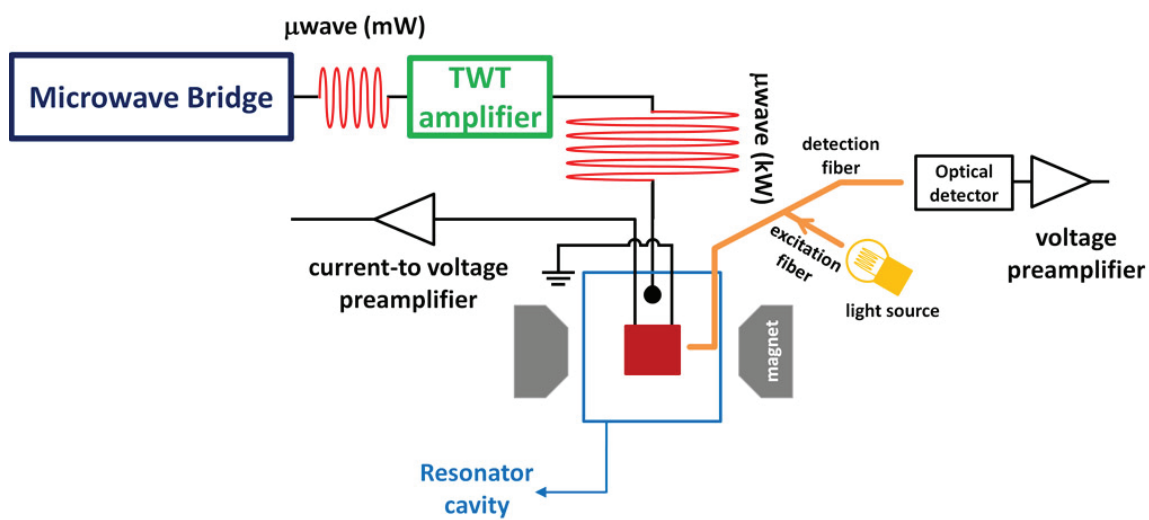 μwave (mW)
Microwave Bridge
TWT
amplifier
μwave (kW)
detection
fiber
Optical
detector
excitation
fiber
voltage
preamplifier
light source
current-to voltage
preamplifier
magnet
Resonator
cavity